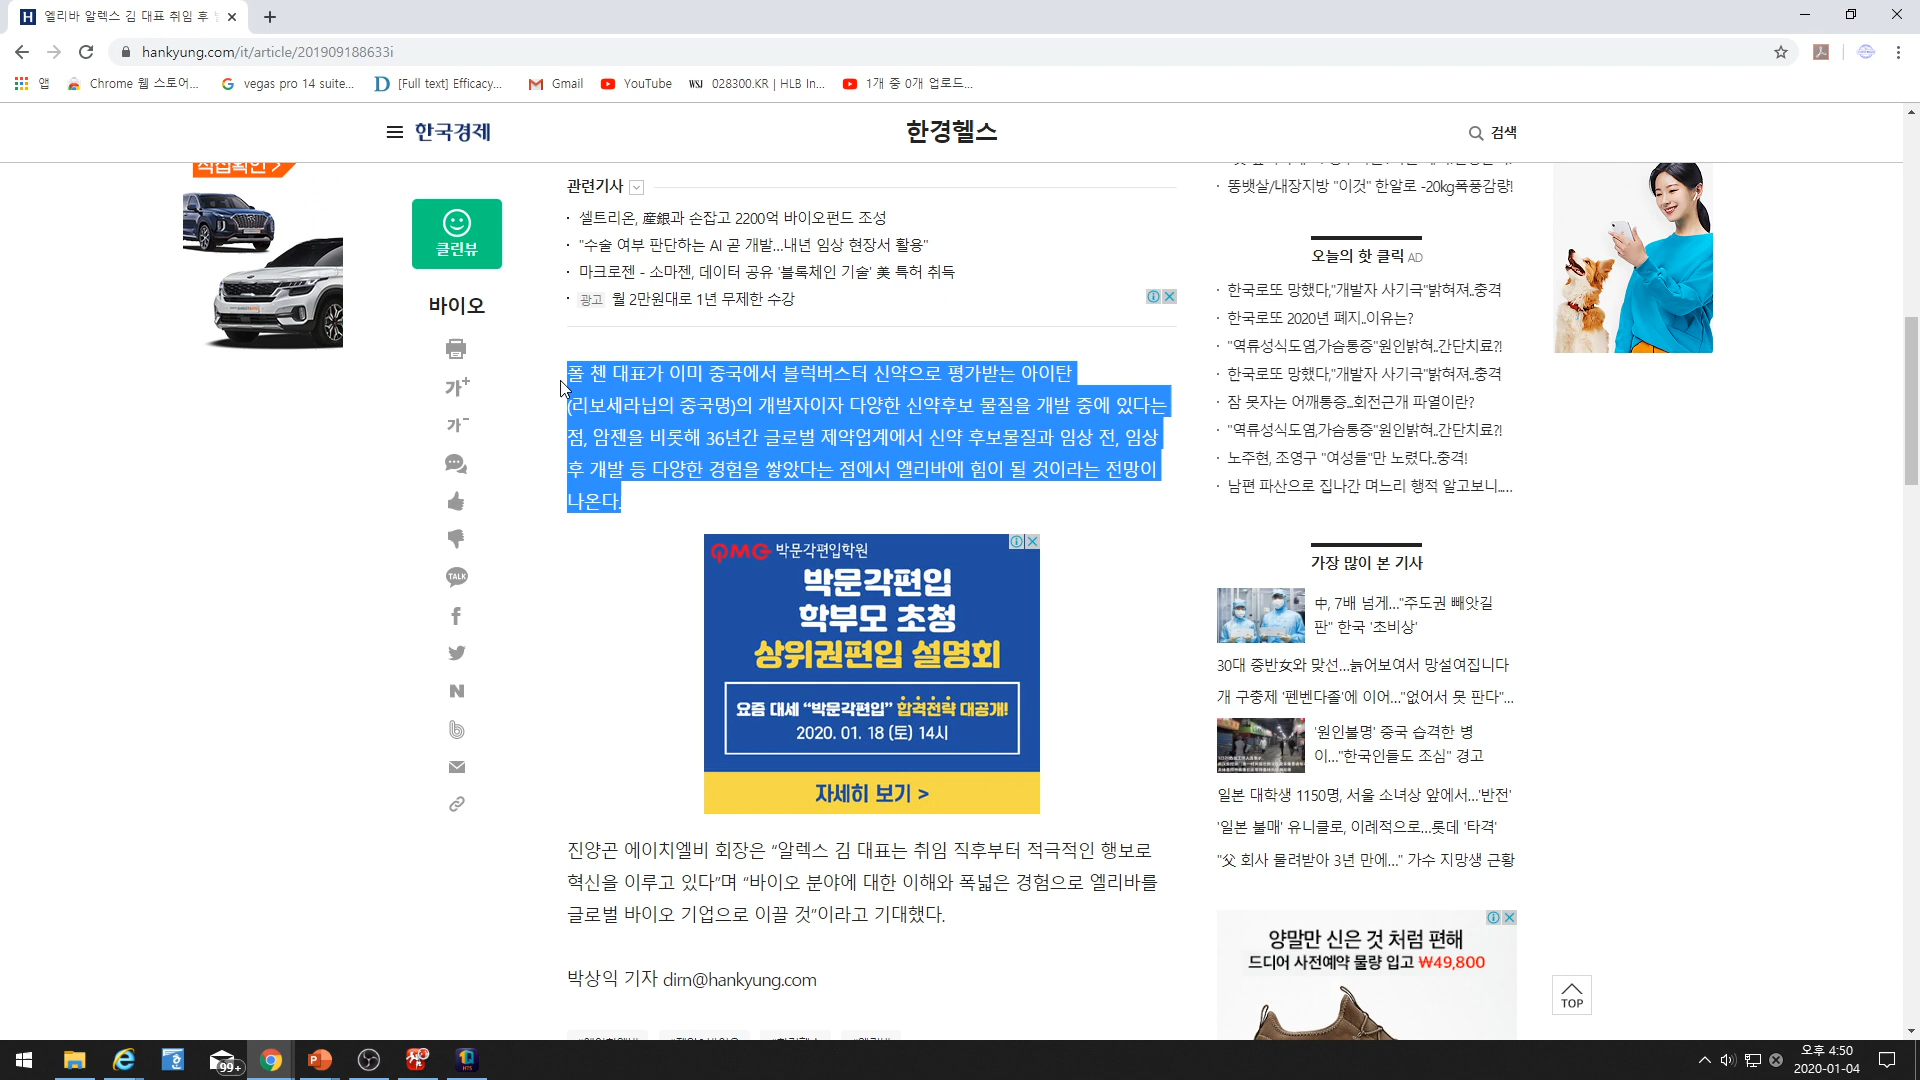 엘리바 알렉스 김 대표 취임 후
hankyung.com/it/article/201909188633i
앱
Chrome 웹 스토어...
vegas pro 14 suite...
[Full text] Efficacy...
Gmail
YouTube
WSJ 028300.KR | HLB In...
1개 중 0개 업로드...
한국경제
한경헬스
검색
직접확인 >
클린뷰
바이오
가+
가-
TALK
관련기사
· 셀트리온, 産銀과 손잡고 2200억 바이오펀드 조성
· "수술 여부 판단하는 AI 곧 개발...내년 임상 현장서 활용"
· 마크로젠 - 소마젠, 데이터 공유 '블록체인 기술' 美 특허 취득
· 광고 월 2만원대로 1년 무제한 수강
폴 첸 대표가 이미 중국에서 블럭버스터 신약으로 평가받는 아이탄
(리보세라닙의 중국명)의 개발자이자 다양한 신약후보 물질을 개발 중에 있다는
점, 암젠을 비롯해 36년간 글로벌 제약업계에서 신약 후보물질과 임상 전, 임상
후 개발 등 다양한 경험을 쌓았다는 점에서 엘리바에 힘이 될 것이라는 전망이
나온다.
QMG 박문각편입학원
박문각편입
학부모 초청
상위권편입 설명회
요즘 대세 “박문각편입” 합격전략 대공개!
2020. 01. 18 (토) 14시
자세히 보기 >
진양곤 에이치엘비 회장은 “알렉스 김 대표는 취임 직후부터 적극적인 행보로
혁신을 이루고 있다”며 “바이오 분야에 대한 이해와 폭넓은 경험으로 엘리바를
글로벌 바이오 기업으로 이끌 것”이라고 기대했다.
박상익 기자 dirn@hankyung.com
· 똥뱃살/내장지방 "이것" 한알로 -20kg폭풍감량!
오늘의 핫 클릭 AD
· 한국로또 망했다,"개발자 사기극"밝혀져..충격
· 한국로또 2020년 폐지..이유는?
· "역류성식도염,가슴통증"원인밝혀..간단치료?!
· 한국로또 망했다,"개발자 사기극"밝혀져..충격
· 잠 못자는 어깨통증...회전근개 파열이란?
· "역류성식도염,가슴통증"원인밝혀..간단치료?!
· 노주현, 조영구 "여성들"만 노렸다..충격!
· 남편 파산으로 집나간 며느리 행적 알고보니.....
가장 많이 본 기사
中, 7배 넘게..."주도권 빼앗길
판" 한국 '초비상'
30대 중반女와 맞선...늙어보여서 망설여집니다
개 구충제 '펜벤다졸'에 이어..."없어서 못 판다"...
'원인불명' 중국 습격한 병
이..."한국인들도 조심" 경고
일본 대학생 1150명, 서울 소녀상 앞에서...'반전'
'일본 불매' 유니클로, 이례적으로...롯데 '타격'
"父 회사 물려받아 3년 만에..." 가수 지망생 근황
양말만 신은 것 처럼 편해
드디어 사전예약 물량 입고 ₩49,800
TOP
99+
HTS
오후 4:50
2020-01-04